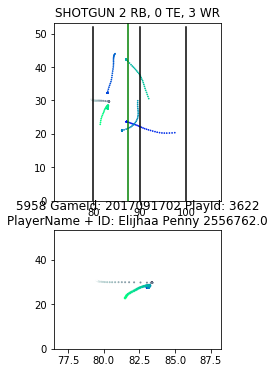 SHOTGUN 2 RB, 0 TE, 3 WR
50
40
30
20
10
0
80 90 100
5958 GameId: 2017091702 PlayId: 3622
PlayerName + ID: Elijhaa Penny 2556762.0
40
20
0
77.5 80.0 82.5 85.0 87.5